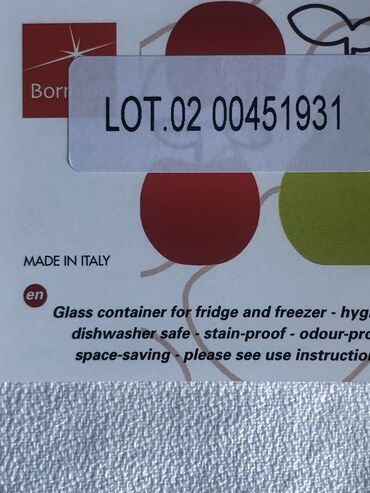 Bor
LOT.02 00451931
MADE IN ITALY
en
Glass container for fridge and freezer - hyg
dishwasher safe - stain-proof - odour-pro
space-saving - please see use instructio